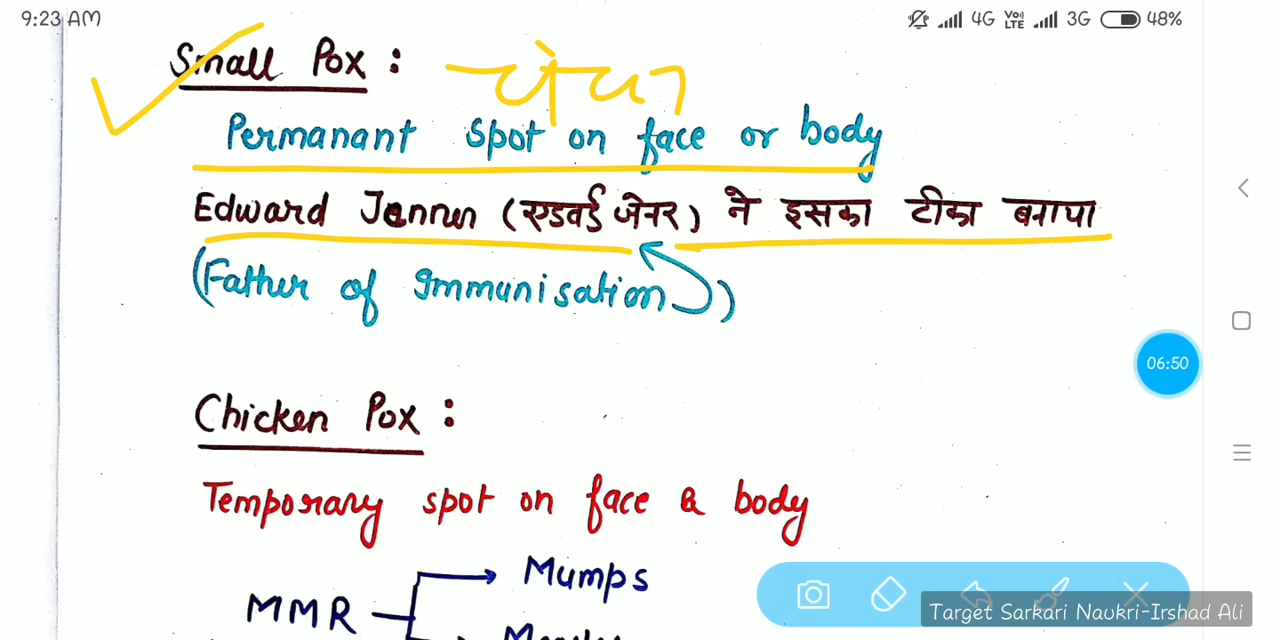 9:23 AM
4G VoLTE 3G 48%
Small Pox :
चेचक
Permanant spot on face or body
Edward Jenner (एडवर्ड जेनर) ने इसका टीका बनाया
(Father of Immunisation)
06:50
Chicken Pox :
Temporary spot on face & body
Mumps
MMR
Target Sarkari Naukri-Irshad Ali